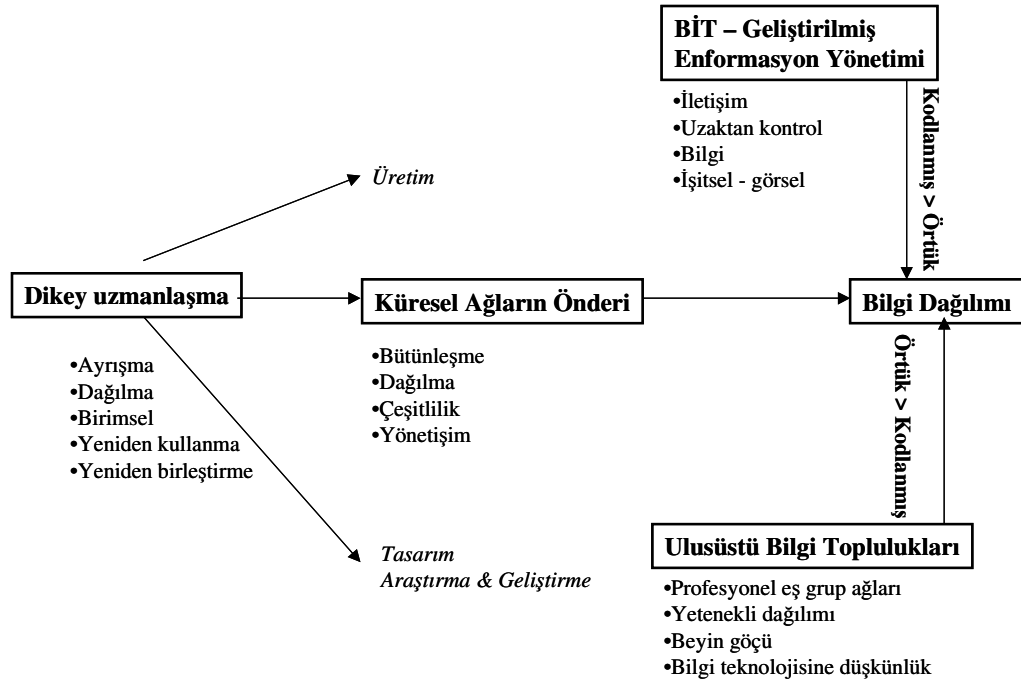 BİT – Geliştirilmiş
Enformasyon Yönetimi
•İletişim
•Uzaktan kontrol
•Bilgi
•İşitsel - görsel
Kodlanmış > Örtük
Üretim
Dikey uzmanlaşma
•Ayrışma
•Dağılma
•Birimsel
•Yeniden kullanma
•Yeniden birleştirme
Küresel Ağların Önderi
•Bütünleşme
•Dağılma
•Çeşitlilik
•Yönetişim
Bilgi Dağılımı
Örtük > Kodlanmış
Tasarım
Araştırma & Geliştirme
Ulusüstü Bilgi Toplulukları
•Profesyonel eş grup ağları
•Yetenekli dağılımı
•Beyin göçü
•Bilgi teknolojisine düşkünlük